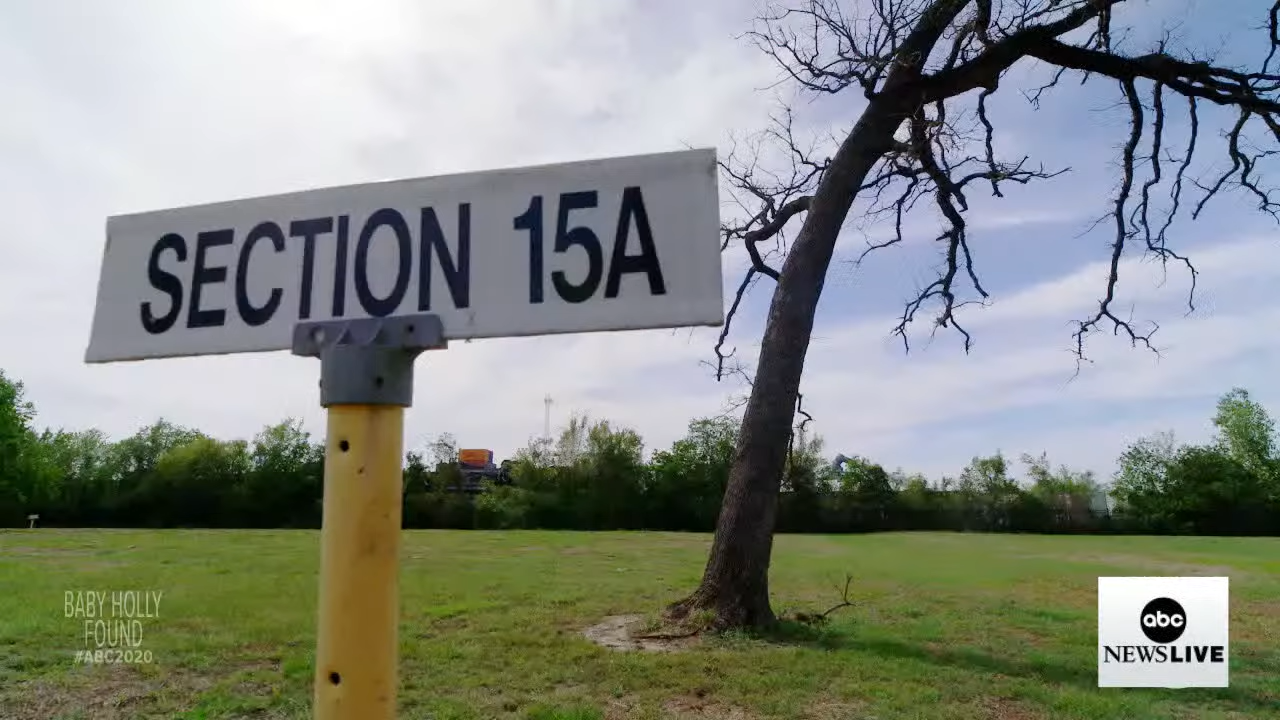 SECTION 15A
BABY HOLLY
FOUND
#ABC2020
abc
NEWSLIVE